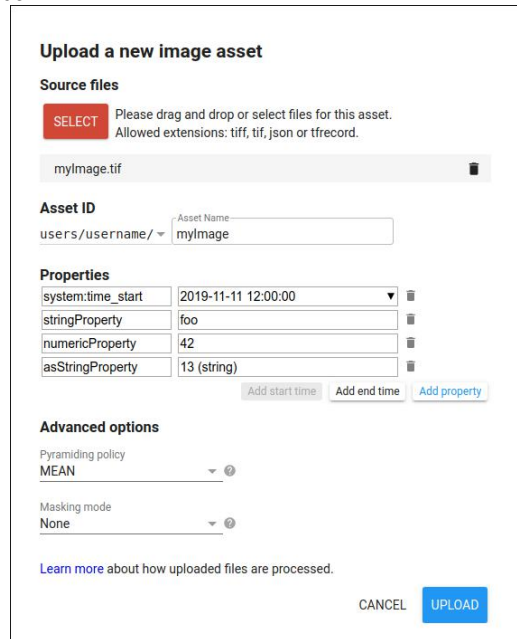 Upload a new image asset
Source files
SELECT
Please drag and drop or select files for this asset.
Allowed extensions: tiff, tif, json or tfrecord.
myImage.tif
Asset ID
Asset Name
users/username/ myImage
Properties
system:time_start 2019-11-11 12:00:00
stringProperty foo
numericProperty 42
asStringProperty 13 (string)
Add start time Add end time Add property
Advanced options
Pyramiding policy
MEAN ?
Masking mode
None ?
Learn more about how uploaded files are processed.
CANCEL UPLOAD